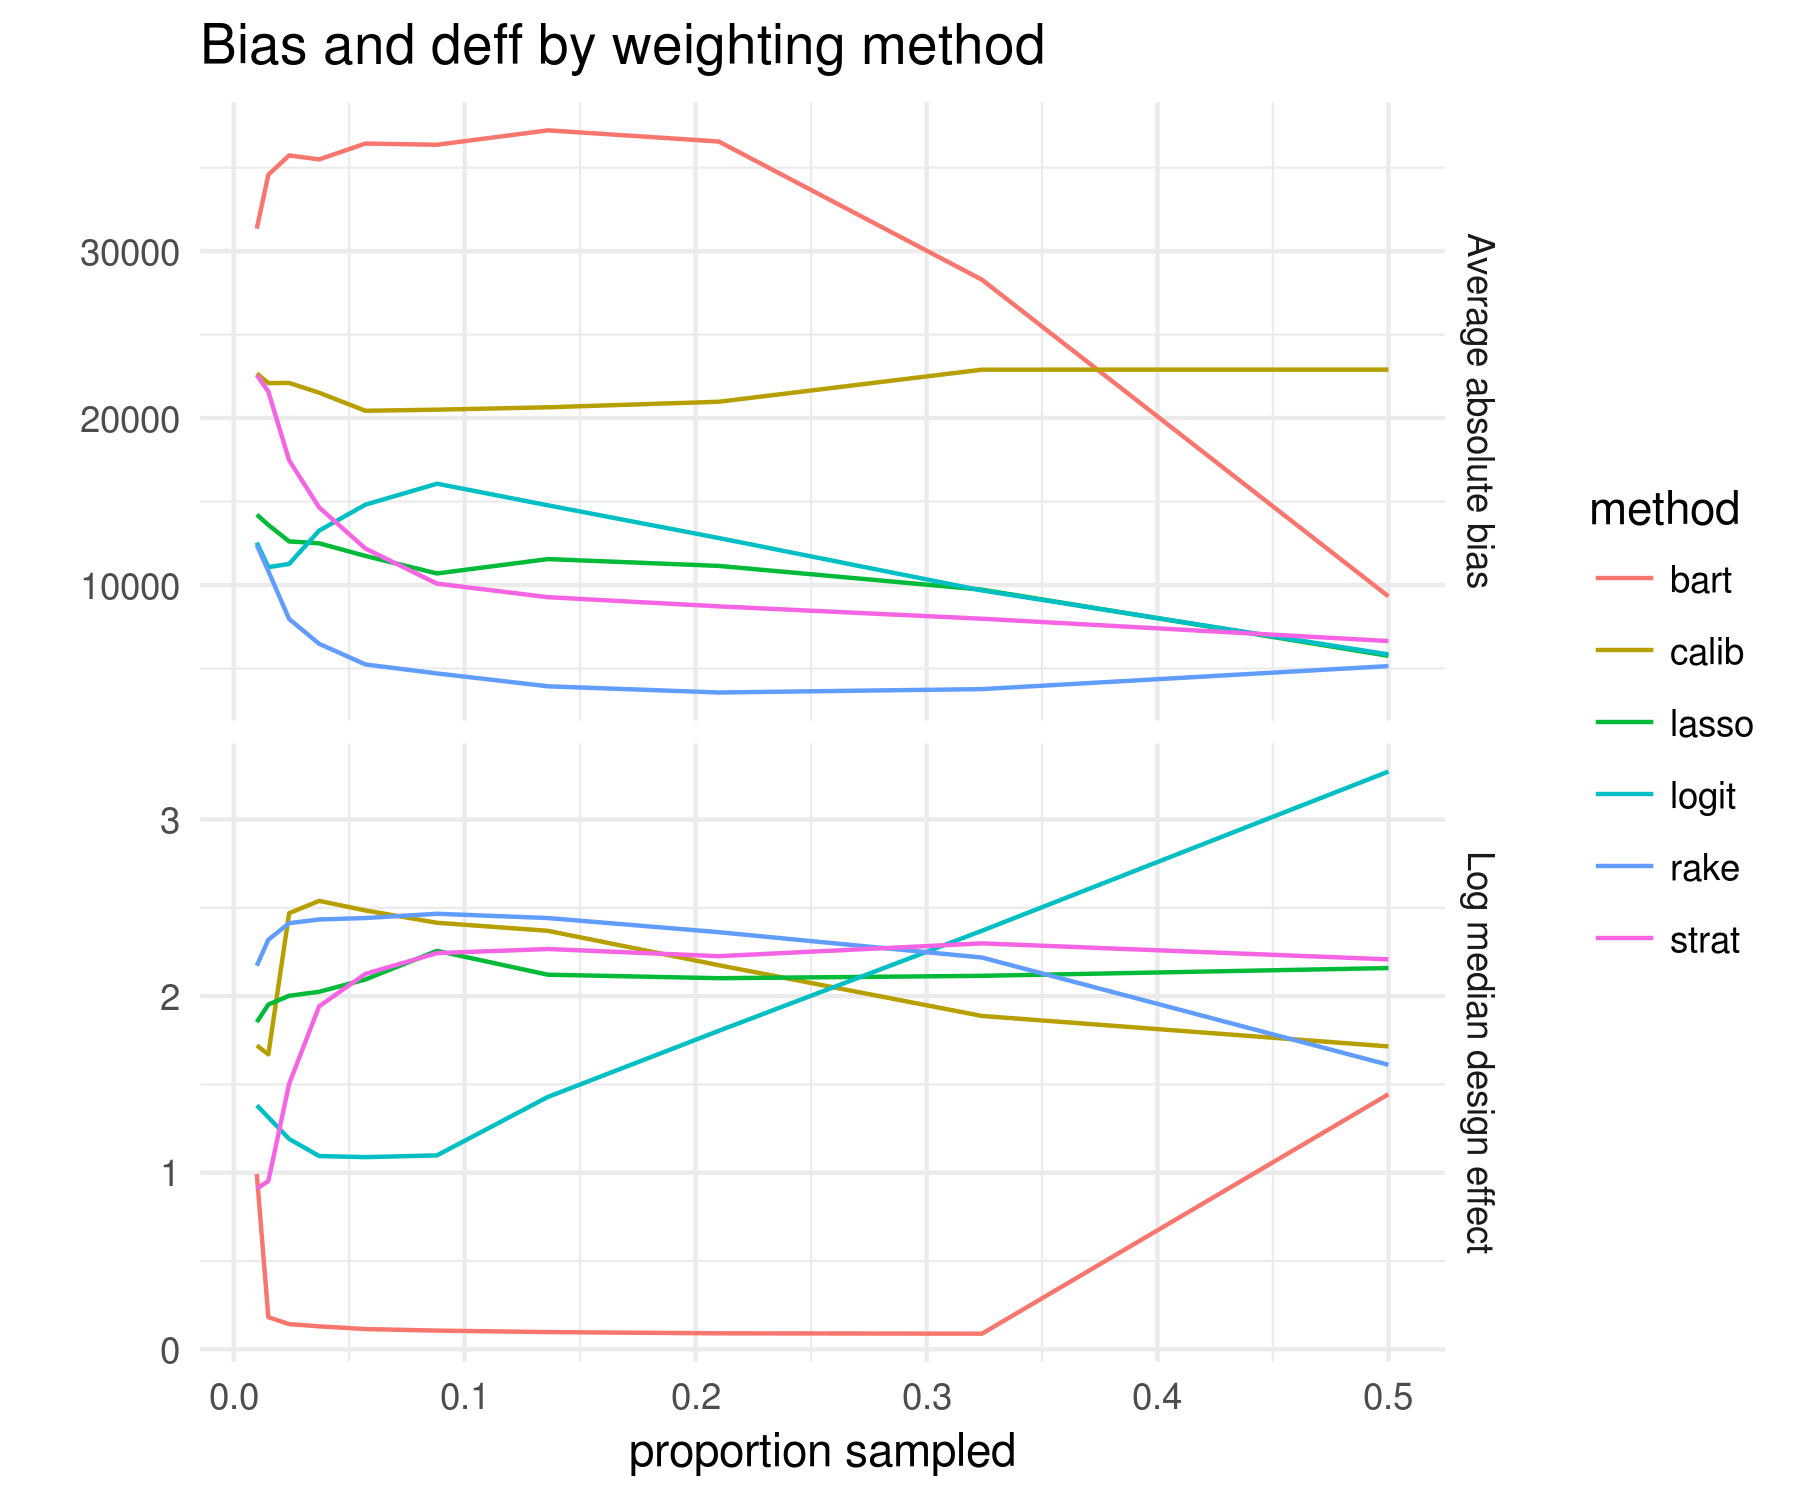 Bias and deff by weighting method
30000
20000
10000
Average absolute bias
3
2
1
0
Log median design effect
0.0
0.1
0.2
0.3
0.4
0.5
proportion sampled
method
bart
calib
lasso
logit
rake
strat